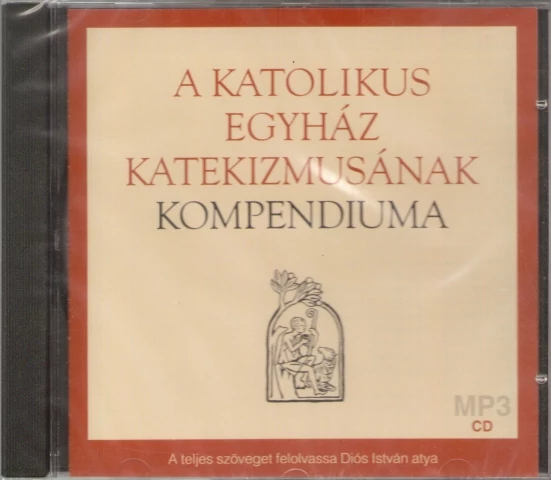 A KATOLIKUS
EGYHÁZ
KATEKIZMUSÁNAK
KOMPENDIUMA
MP3
CD
A teljes szöveget felolvassa Diós István atya